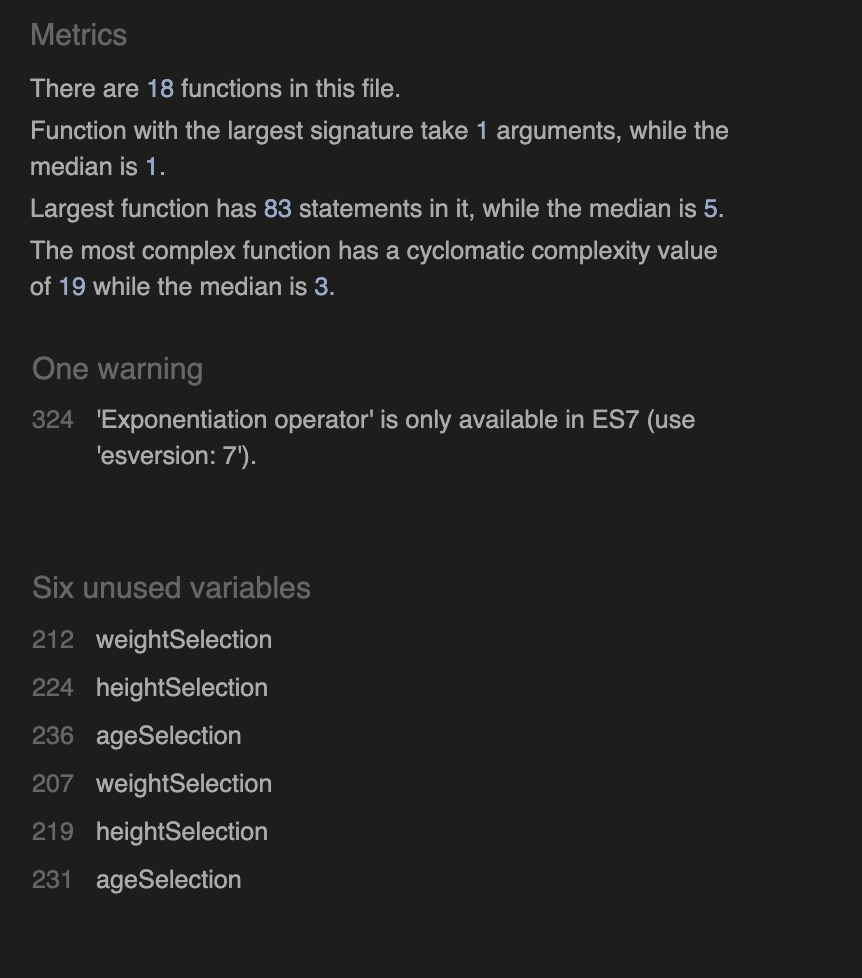 Metrics
There are 18 functions in this file.
Function with the largest signature take 1 arguments, while the
median is 1.
Largest function has 83 statements in it, while the median is 5.
The most complex function has a cyclomatic complexity value
of 19 while the median is 3.
One warning
324 'Exponentiation operator' is only available in ES7 (use
'esversion: 7').
Six unused variables
212 weightSelection
224 heightSelection
236 ageSelection
207 weightSelection
219 heightSelection
231 ageSelection